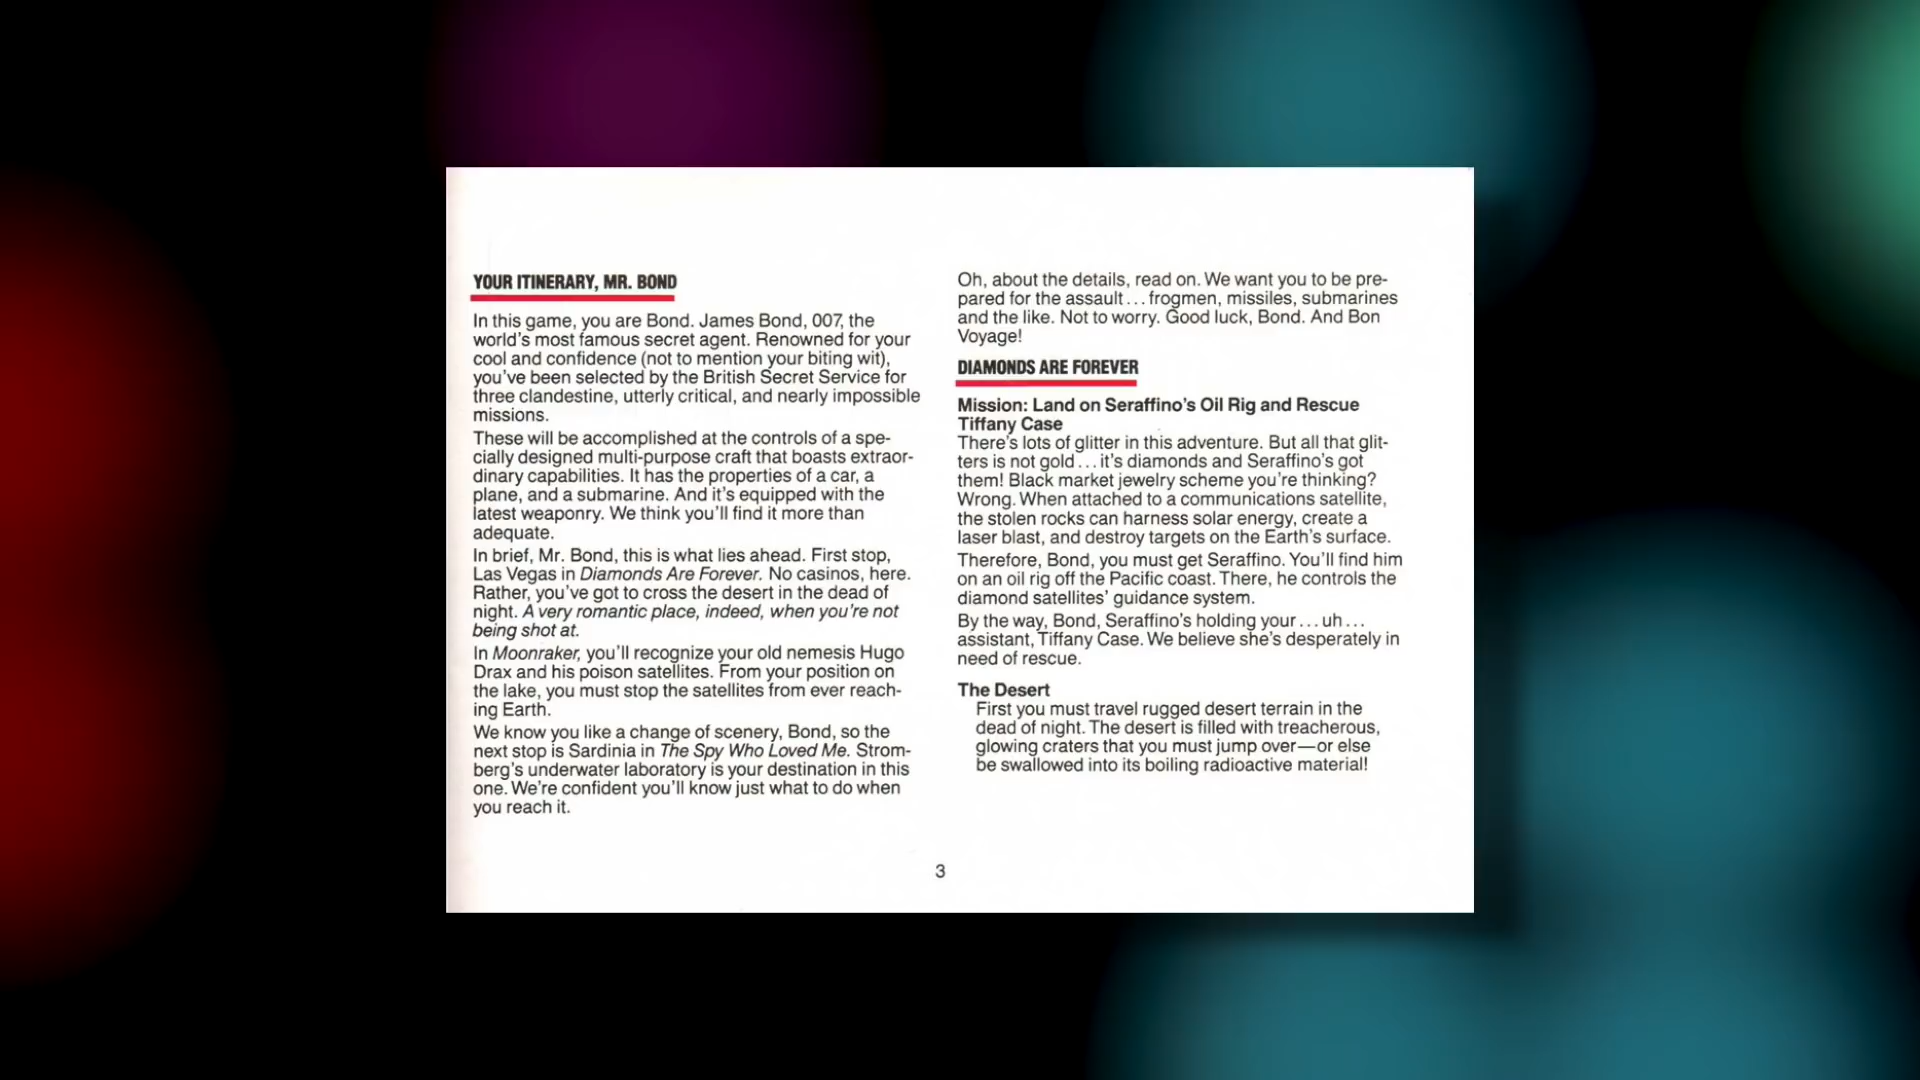 YOUR ITINERARY, MR. BOND
In this game, you are Bond. James Bond, 007, the
world's most famous secret agent. Renowned for your
cool and confidence (not to mention your biting wit),
you've been selected by the British Secret Service for
three clandestine, utterly critical, and nearly impossible
missions.
These will be accomplished at the controls of a spe-
cially designed multi-purpose craft that boasts extraor-
dinary capabilities. It has the properties of a car, a
plane, and a submarine. And it's equipped with the
latest weaponry. We think you'll find it more than
adequate.
In brief, Mr. Bond, this is what lies ahead. First stop,
Las Vegas in Diamonds Are Forever. No casinos, here.
Rather, you've got to cross the desert in the dead of
night. A very romantic place, indeed, when you're not
being shot at.
In Moonraker, you'll recognize your old nemesis Hugo
Drax and his poison satellites. From your position on
the lake, you must stop the satellites from ever reach-
ing Earth.
We know you like a change of scenery, Bond, so the
next stop is Sardinia in The Spy Who Loved Me. Strom-
berg's underwater laboratory is your destination in this
one. We're confident you'll know just what to do when
you reach it.
Oh, about the details, read on. We want you to be pre-
pared for the assault...frogmen, missiles, submarines
and the like. Not to worry. Good luck, Bond. And Bon
Voyage!
DIAMONDS ARE FOREVER
Mission: Land on Seraffino's Oil Rig and Rescue
Tiffany Case
There's lots of glitter in this adventure. But all that glit-
ters is not gold...it's diamonds and Seraffino's got
them! Black market jewelry scheme you're thinking?
Wrong. When attached to a communications satellite,
the stolen rocks can harness solar energy, create a
laser blast, and destroy targets on the Earth's surface.
Therefore, Bond, you must get Seraffino. You'll find him
on an oil rig off the Pacific coast. There, he controls the
diamond satellites' guidance system.
By the way, Bond, Seraffino's holding your...uh...
assistant, Tiffany Case. We believe she's desperately in
need of rescue.
The Desert
First you must travel rugged desert terrain in the
dead of night. The desert is filled with treacherous,
glowing craters that you must jump over—or else
be swallowed into its boiling radioactive material!
3